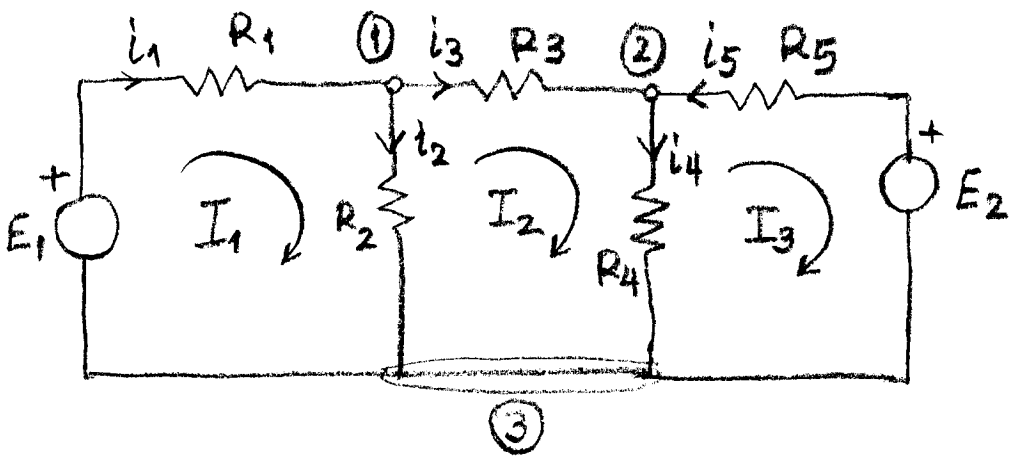 i1 R1 ① i3 R3 ② i5 R5
i2 i4
+ +
E1 I1 R2 I2 R4 I3 E2
③